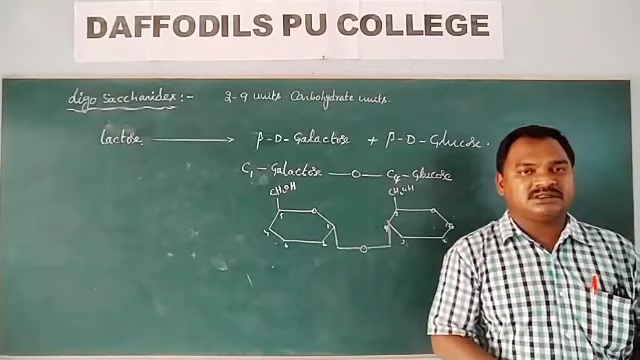 DAFFODILS PU COLLEGE
Oligo Saccharides:- 2-9 units Carbohydrate units.
Lactose. → β-D-Galactose + β-D-Glucose.
C1 - Galactose — O — C4 - Glucose
CH2OH CH2OH